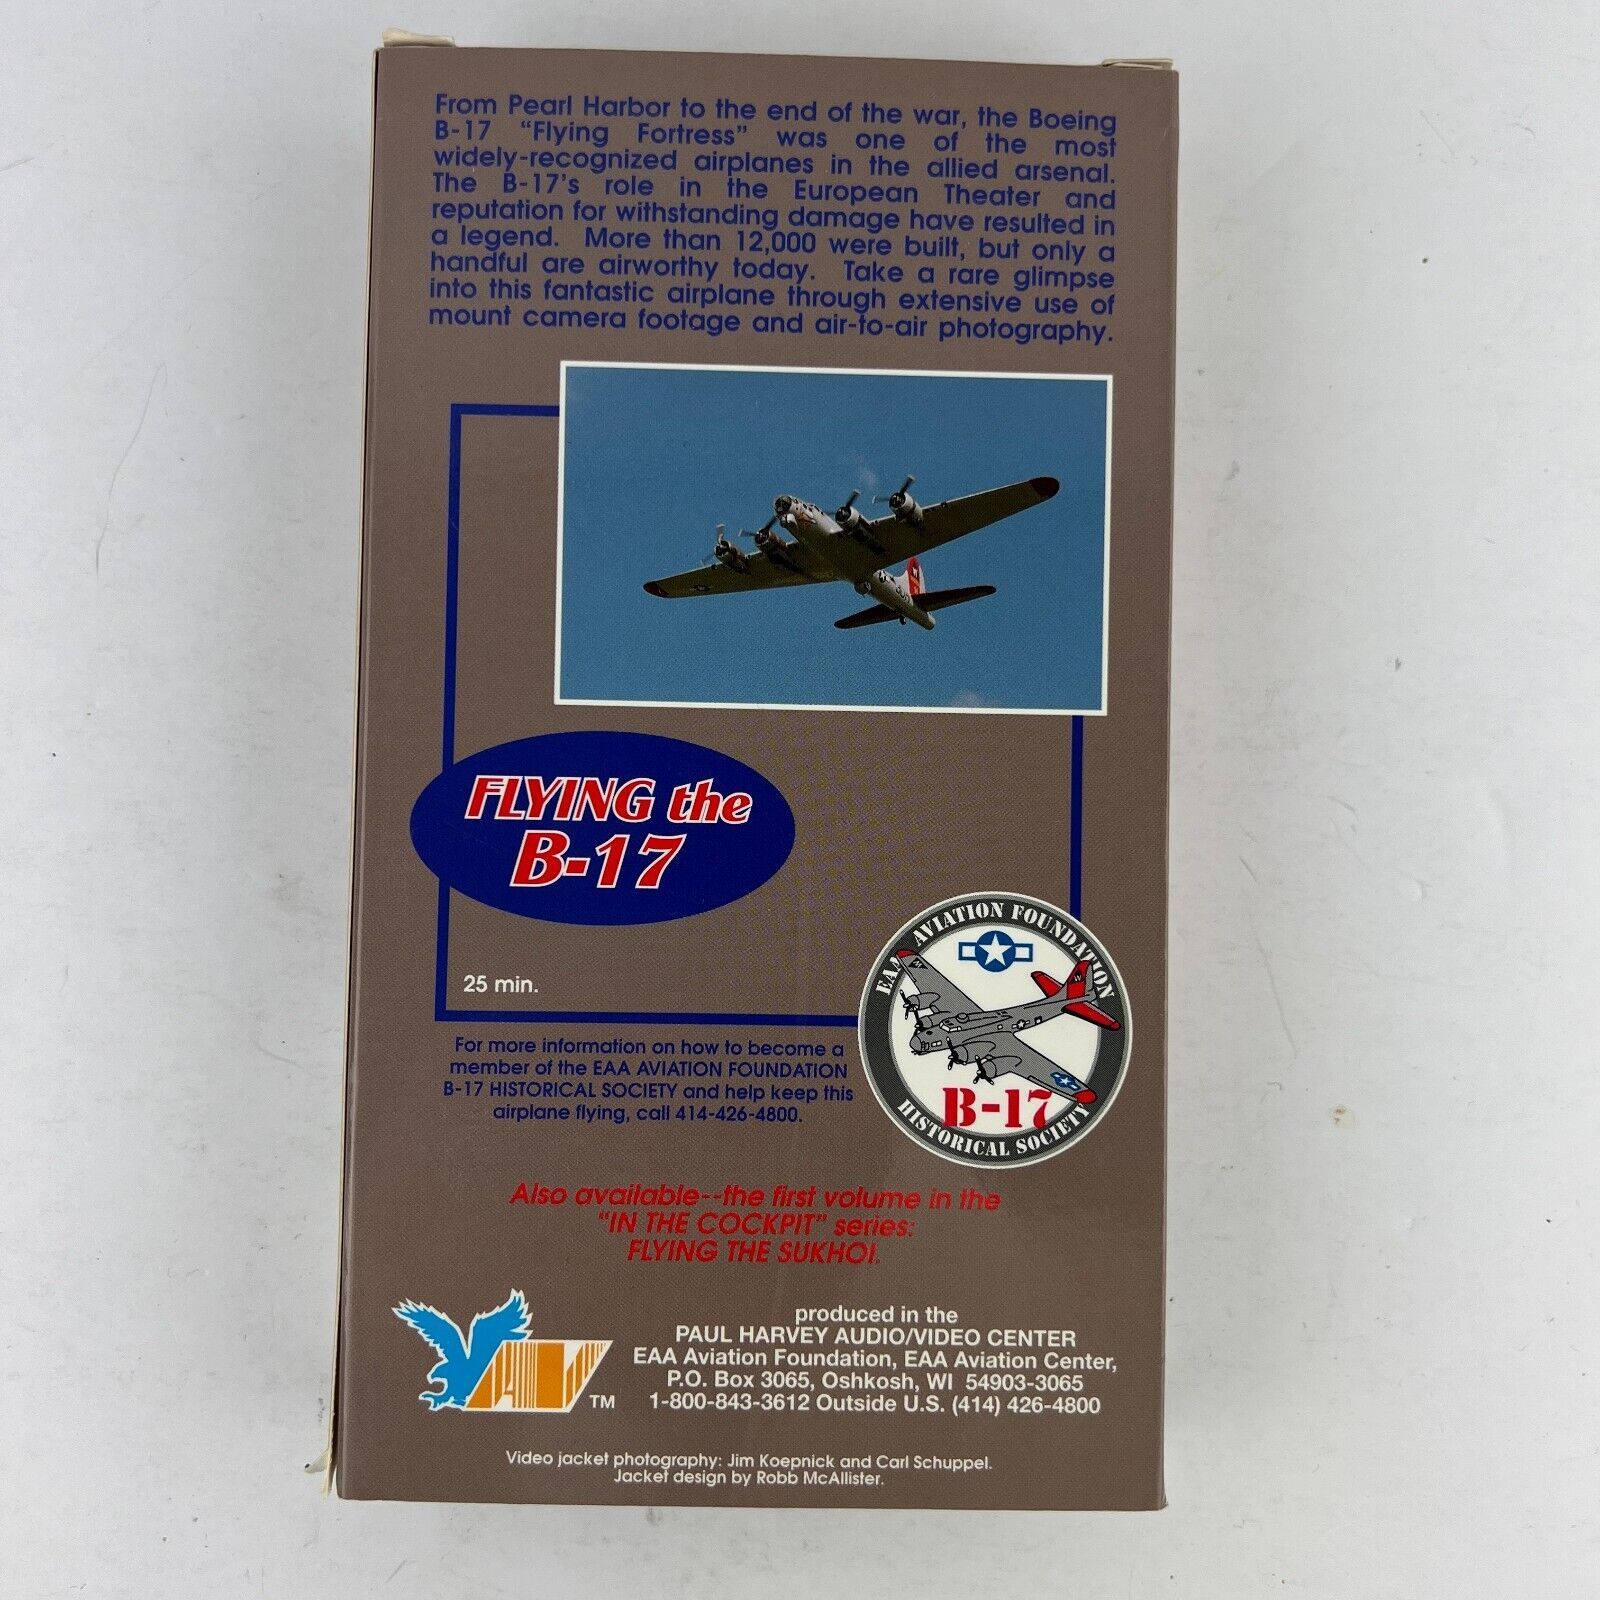 From Pearl Harbor to the end of the war, the Boeing
B-17 “Flying Fortress” was one of the most
widely-recognized airplanes in the allied arsenal.
The B-17’s role in the European Theater and
reputation for withstanding damage have resulted in
a legend. More than 12,000 were built, but only a
handful are airworthy today. Take a rare glimpse
into this fantastic airplane through extensive use of
mount camera footage and air-to-air photography.
FLYING the
B-17
25 min.
EAA AVIATION FOUNDATION
B-17
HISTORICAL SOCIETY
For more information on how to become a
member of the EAA AVIATION FOUNDATION
B-17 HISTORICAL SOCIETY and help keep this
airplane flying, call 414-426-4800.
Also available--the first volume in the
“IN THE COCKPIT” series:
FLYING THE SUKHOI.
AV TM
produced in the
PAUL HARVEY AUDIO/VIDEO CENTER
EAA Aviation Foundation, EAA Aviation Center,
P.O. Box 3065, Oshkosh, WI 54903-3065
1-800-843-3612 Outside U.S. (414) 426-4800
Video jacket photography: Jim Koepnick and Carl Schuppel.
Jacket design by Robb McAllister.